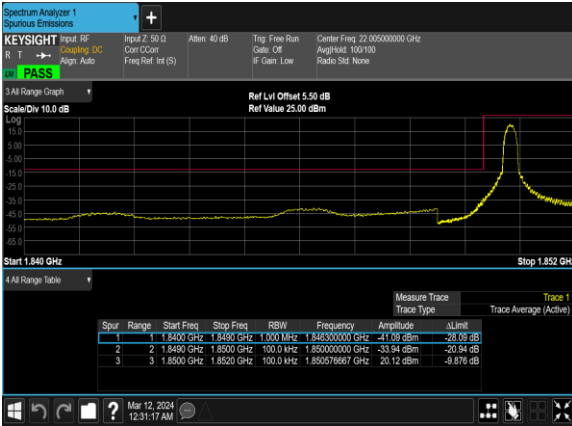 Spectrum Analyzer 1
Spurious Emissions
+
KEYSIGHT Input: RF Input Z: 50 Ω Atten: 40 dB Trig: Free Run Center Freq: 22.005000000 GHz
R T Coupling: DC Corr CCorr Gate: Off Avg|Hold: 100/100
Align: Auto Freq Ref: Int (S) IF Gain: Low Radio Std: None
LW PASS
3 All Range Graph
Ref Lvl Offset 5.50 dB
Scale/Div 10.0 dB Ref Value 25.00 dBm
Log
15.0
5.00
-5.00
-15.0
-25.0
-35.0
-45.0
-55.0
-65.0
Start 1.840 GHz Stop 1.852 GHz
4 All Range Table
Measure Trace Trace 1
Trace Type Trace Average (Active)
Spur Range Start Freq Stop Freq RBW Frequency Amplitude ΔLimit
1 1 1.8400 GHz 1.8490 GHz 1.000 MHz 1.846300000 GHz -41.09 dBm -28.09 dB
2 2 1.8490 GHz 1.8500 GHz 100.0 kHz 1.850000000 GHz -33.94 dBm -20.94 dB
3 3 1.8500 GHz 1.8520 GHz 100.0 kHz 1.850576667 GHz 20.12 dBm -9.876 dB
? Mar 12, 2024
12:31:17 AM